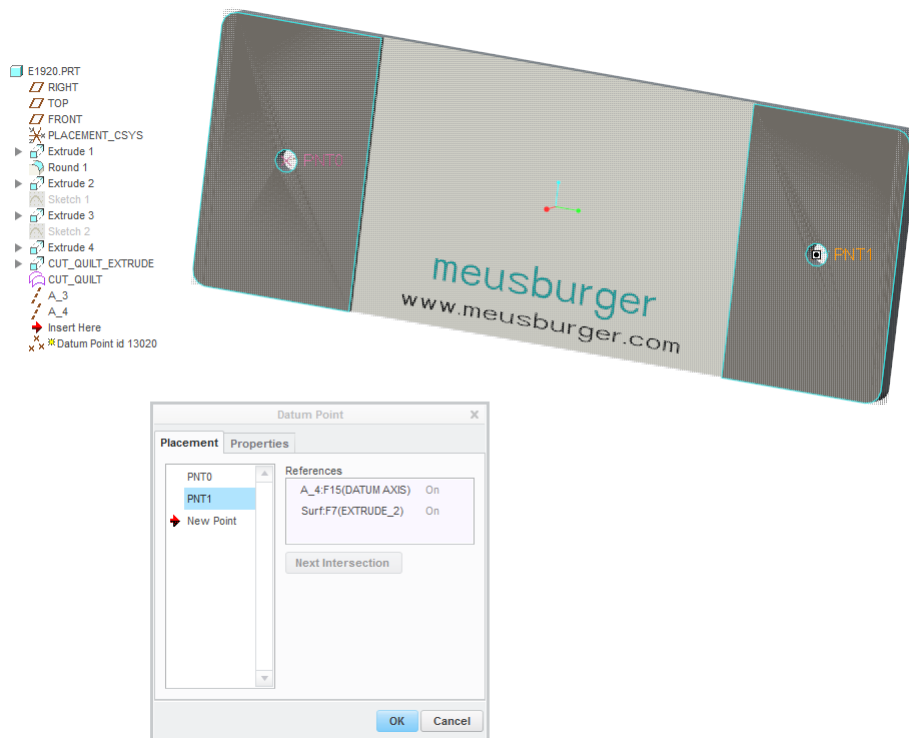 E1920.PRT
RIGHT
TOP
FRONT
PLACEMENT_CSYS
Extrude 1
Round 1
Extrude 2
Sketch 1
Extrude 3
Sketch 2
Extrude 4
CUT_QUILT_EXTRUDE
CUT_QUILT
A_3
A_4
Insert Here
Datum Point id 13020
PNT0
PNT1
meusburger
www.meusburger.com
Datum Point
Placement Properties
PNT0
PNT1
New Point
References
A_4:F15(DATUM AXIS) On
Surf:F7(EXTRUDE_2) On
Next Intersection
OK Cancel